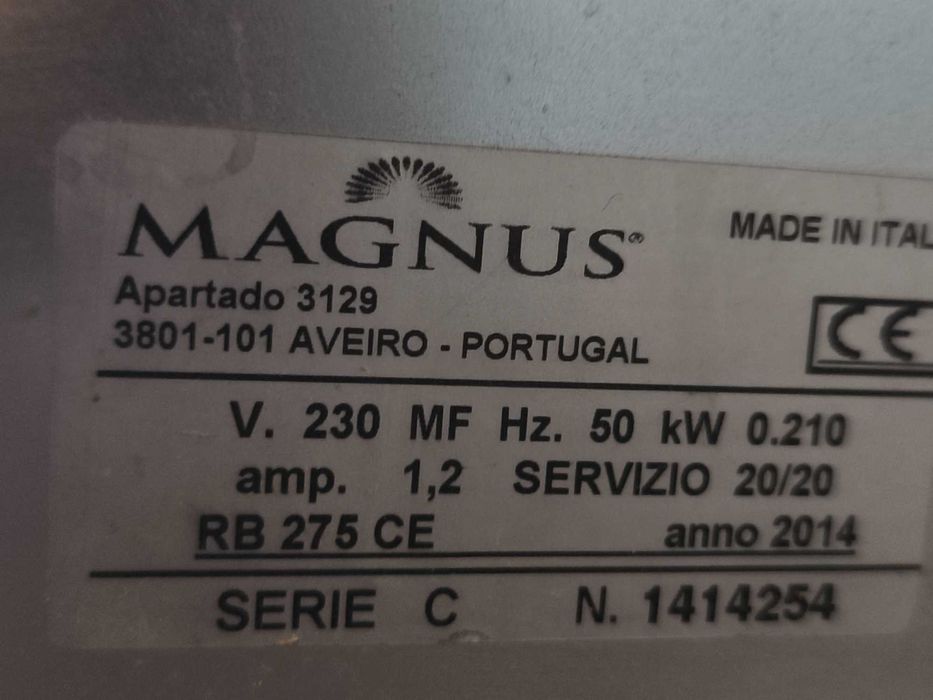 MAGNUS®
MADE IN ITAL
Apartado 3129
3801-101 AVEIRO - PORTUGAL
CE
V. 230 MF Hz. 50 kW 0.210
amp. 1,2 SERVIZIO 20/20
RB 275 CE anno 2014
SERIE C N. 1414254